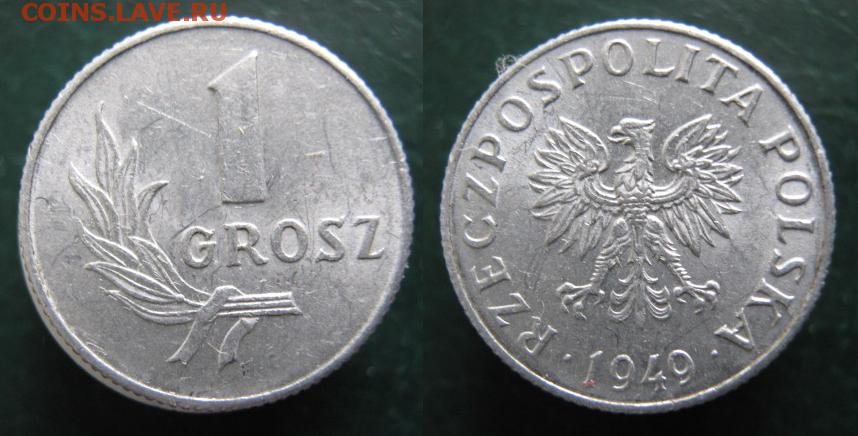 COINS.LAVE.RU
1
GROSZ
RZECZPOSPOLITA POLSKA
· 1949 ·